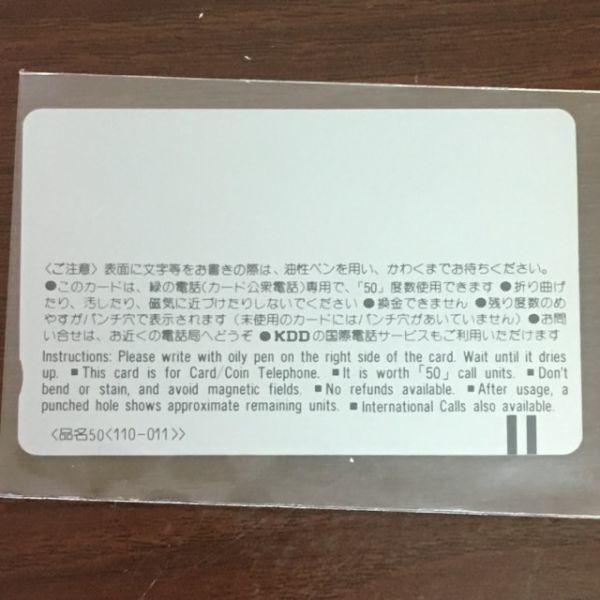 〈ご注意〉表面に文字等をお書きの際は、油性ペンを用い、かわくまでお待ちください。
●このカードは、緑の電話(カード公衆電話)専用で、「50」度数使用できます ●折り曲げ
たり、汚したり、磁気に近づけたりしないでください ●換金できません ●残り度数のめ
やすがパンチ穴で表示されます(未使用のカードにはパンチ穴があいていません) ●お問
い合せは、お近くの電話局へどうぞ ●KDDの国際電話サービスもご利用いただけます
Instructions: Please write with oily pen on the right side of the card. Wait until it dries
up. ■ This card is for Card/Coin Telephone. ■ It is worth「50」call units. ■ Don't
bend or stain, and avoid magnetic fields. ■ No refunds available. ■ After usage, a
punched hole shows approximate remaining units. ■ International Calls also available.
〈品名50〈110-011〉〉